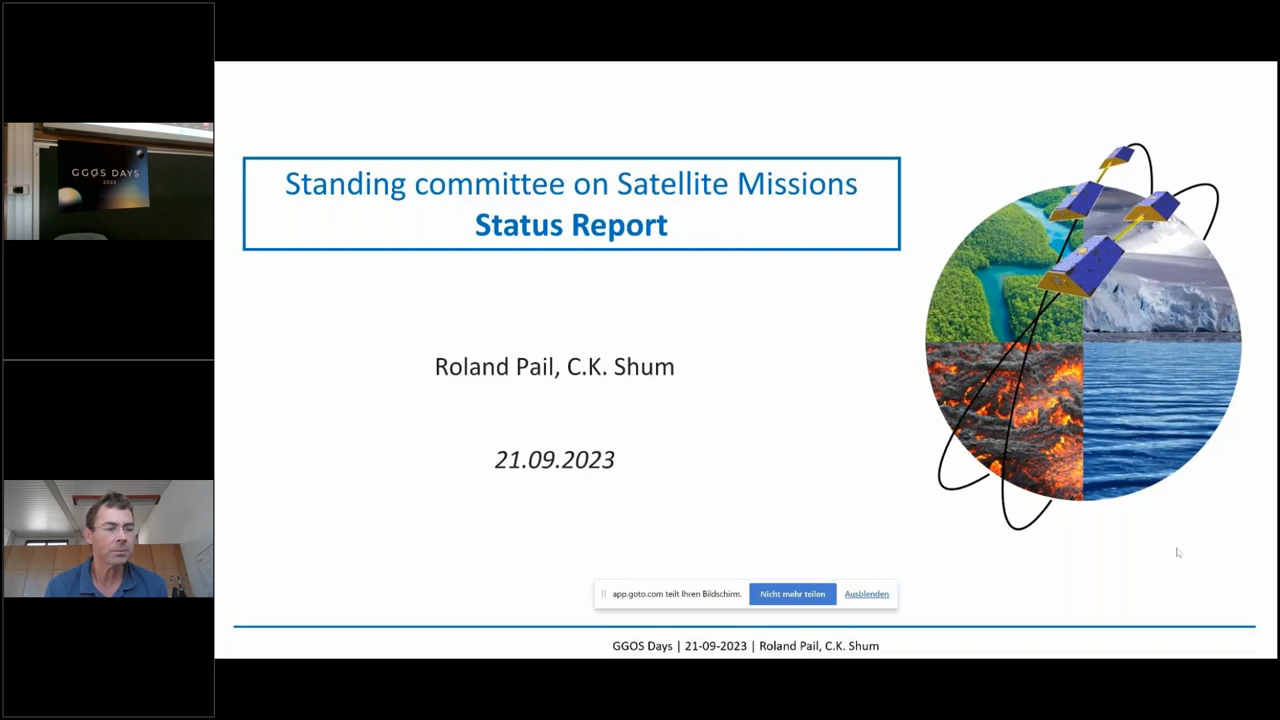 GGOS DAYS
2023
Standing committee on Satellite Missions
Status Report
Roland Pail, C.K. Shum
21.09.2023
app.goto.com teilt Ihren Bildschirm.
Nicht mehr teilen
Ausblenden
GGOS Days | 21-09-2023 | Roland Pail, C.K. Shum